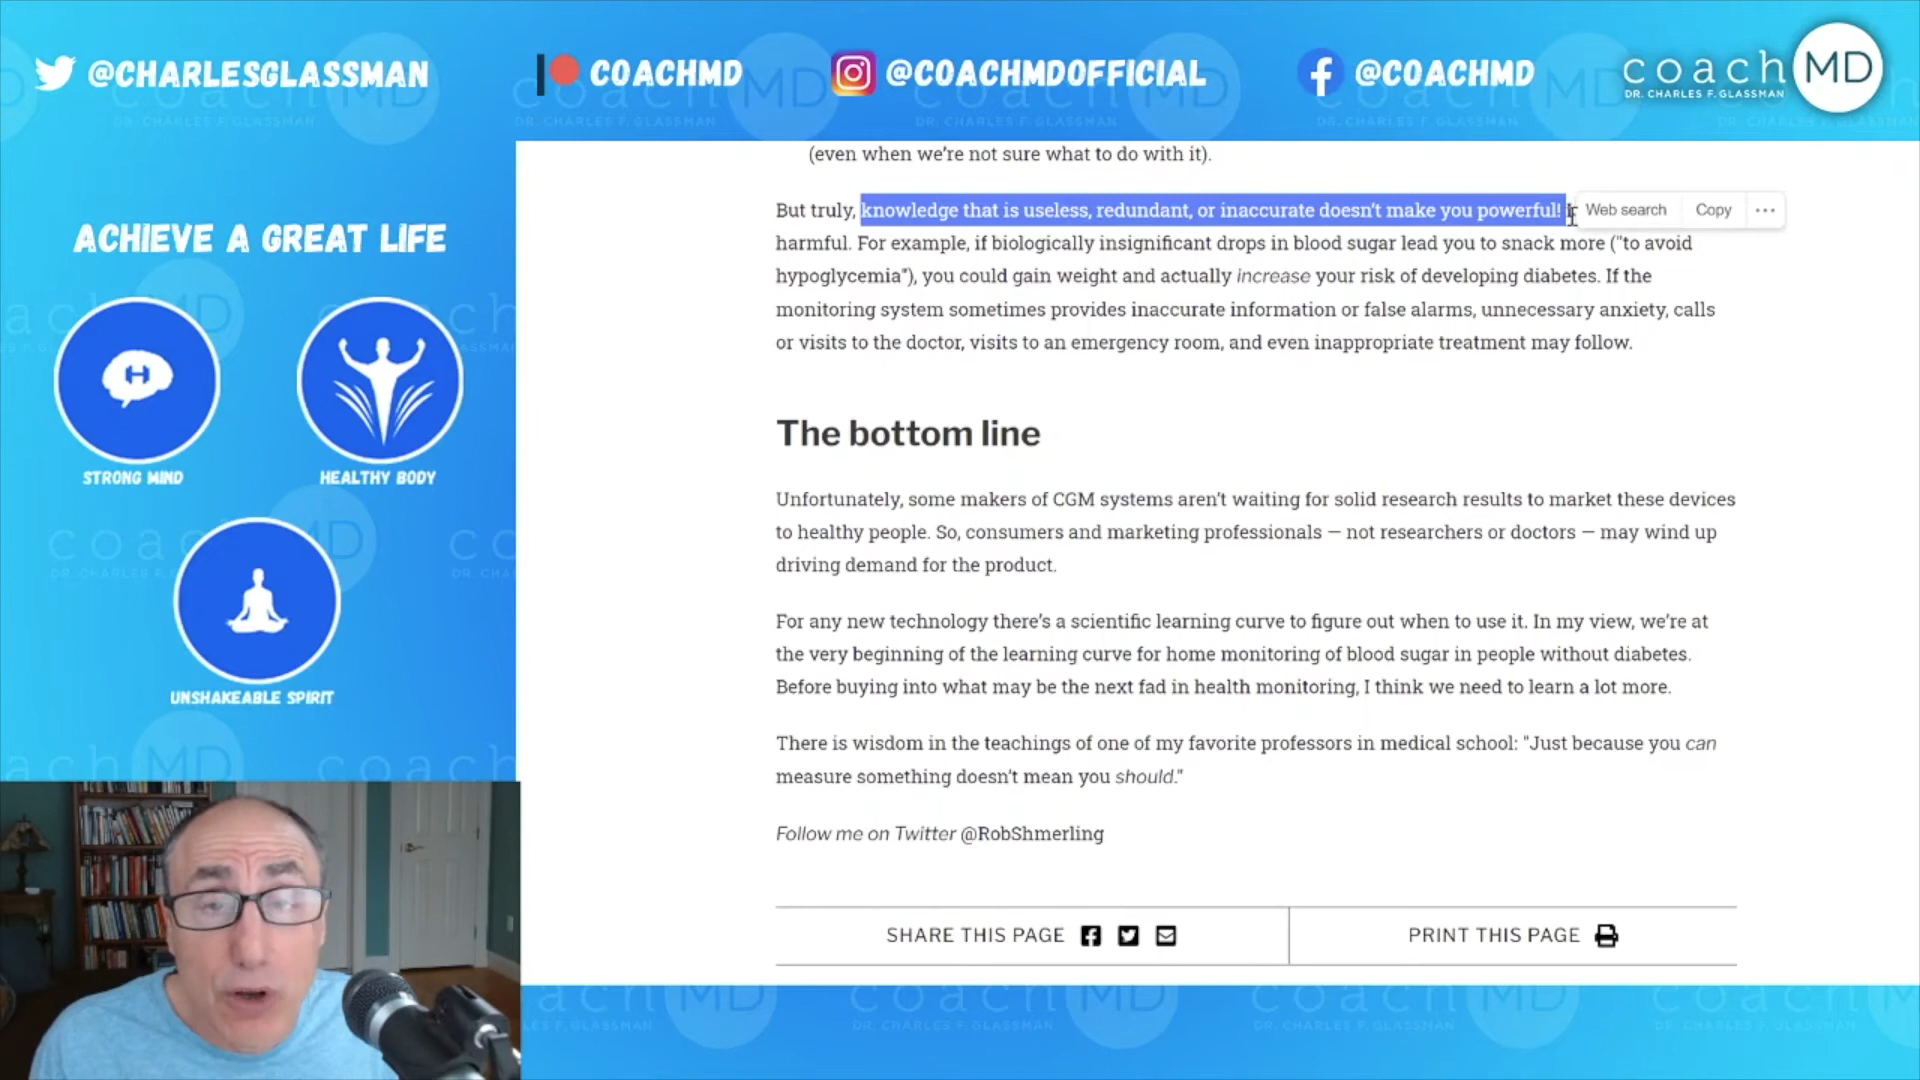 @CHARLESGLASSMAN
COACHMD
@COACHMDOFFICIAL
@COACHMD
coach MD
DR. CHARLES F. GLASSMAN
ACHIEVE A GREAT LIFE
STRONG MIND
HEALTHY BODY
UNSHAKEABLE SPIRIT
(even when we're not sure what to do with it).
But truly, knowledge that is useless, redundant, or inaccurate doesn't make you powerful!
Web search
Copy
harmful. For example, if biologically insignificant drops in blood sugar lead you to snack more ("to avoid
hypoglycemia"), you could gain weight and actually increase your risk of developing diabetes. If the
monitoring system sometimes provides inaccurate information or false alarms, unnecessary anxiety, calls
or visits to the doctor, visits to an emergency room, and even inappropriate treatment may follow.
The bottom line
Unfortunately, some makers of CGM systems aren't waiting for solid research results to market these devices
to healthy people. So, consumers and marketing professionals — not researchers or doctors — may wind up
driving demand for the product.
For any new technology there's a scientific learning curve to figure out when to use it. In my view, we're at
the very beginning of the learning curve for home monitoring of blood sugar in people without diabetes.
Before buying into what may be the next fad in health monitoring, I think we need to learn a lot more.
There is wisdom in the teachings of one of my favorite professors in medical school: "Just because you can
measure something doesn't mean you should."
Follow me on Twitter @RobShmerling
SHARE THIS PAGE
PRINT THIS PAGE